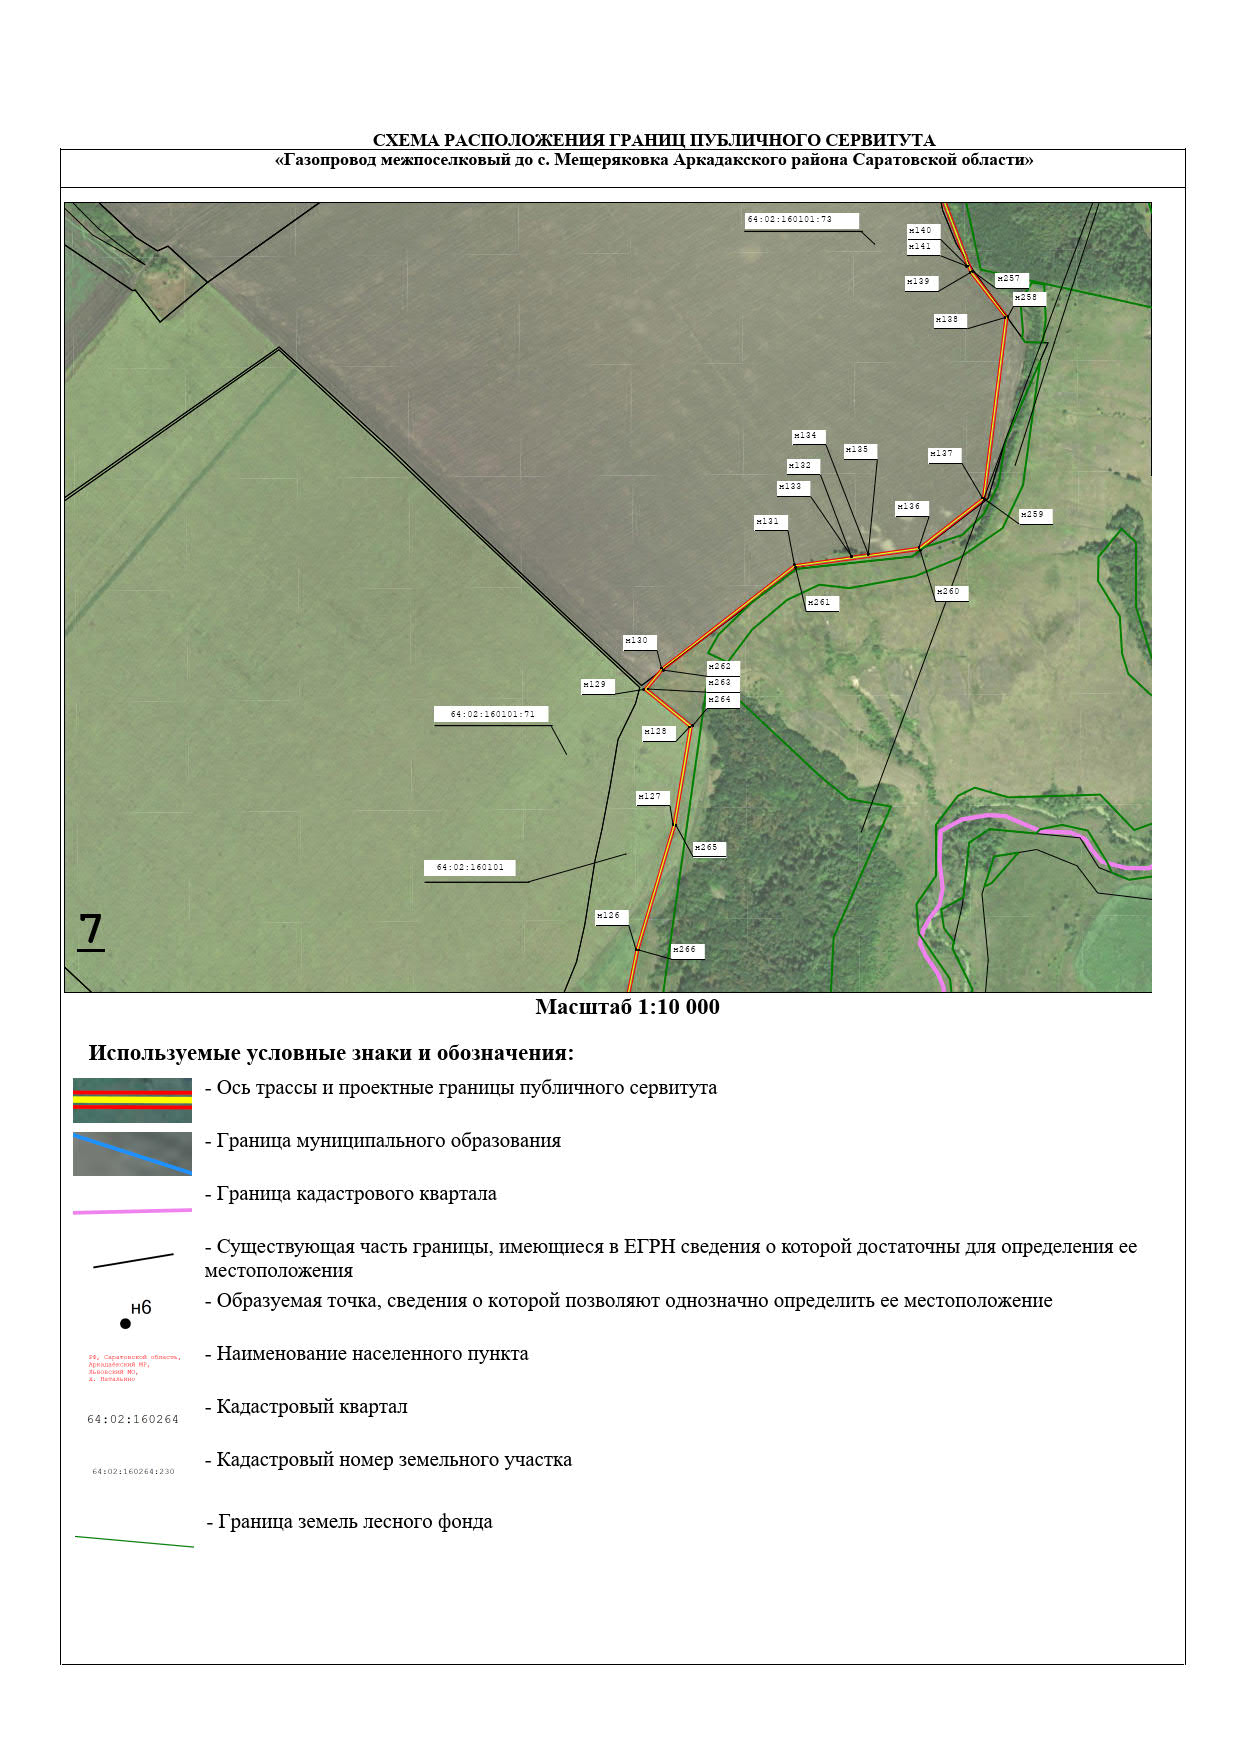 СХЕМА РАСПОЛОЖЕНИЯ ГРАНИЦ ПУБЛИЧНОГО СЕРВИТУТА
«Газопровод межпоселковый до с. Мещеряковка Аркадакского района Саратовской области»
64:02:160101:73
н140
н141
н139
н257
н258
н138
н134
н135
н137
н132
н133
н136
н131
н259
н260
н261
н130
н262
н129
н263
н264
64:02:160101:71
н128
н127
н265
64:02:160101
н126
7
н266
Масштаб 1:10 000
Используемые условные знаки и обозначения:
- Ось трассы и проектные границы публичного сервитута
- Граница муниципального образования
- Граница кадастрового квартала
- Существующая часть границы, имеющиеся в ЕГРН сведения о которой достаточны для определения ее
местоположения
н6
- Образуемая точка, сведения о которой позволяют однозначно определить ее местоположение
РФ, Саратовской область,
МР,
МО,
- Наименование населенного пункта
64:02:160264
- Кадастровый квартал
64:02:160264:230
- Кадастровый номер земельного участка
- Граница земель лесного фонда